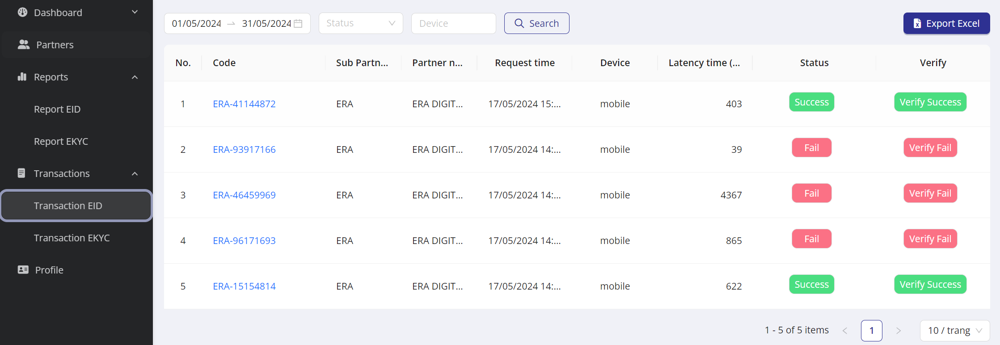 Dashboard
Partners
Reports
Report EID
Report EKYC
Transactions
Transaction EID
Transaction EKYC
Profile
01/05/2024 → 31/05/2024 Status Device Search Export Excel
No. Code Sub Partn... Partner n... Request time Device Latency time (... Status Verify
1 ERA-41144872 ERA ERA DIGIT... 17/05/2024 15:... mobile 403 Success Verify Success
2 ERA-93917166 ERA ERA DIGIT... 17/05/2024 14:... mobile 39 Fail Verify Fail
3 ERA-46459969 ERA ERA DIGIT... 17/05/2024 14:... mobile 4367 Fail Verify Fail
4 ERA-96171693 ERA ERA DIGIT... 17/05/2024 14:... mobile 865 Fail Verify Fail
5 ERA-15154814 ERA ERA DIGIT... 17/05/2024 14:... mobile 622 Success Verify Success
1 - 5 of 5 items < 1 > 10 / trang